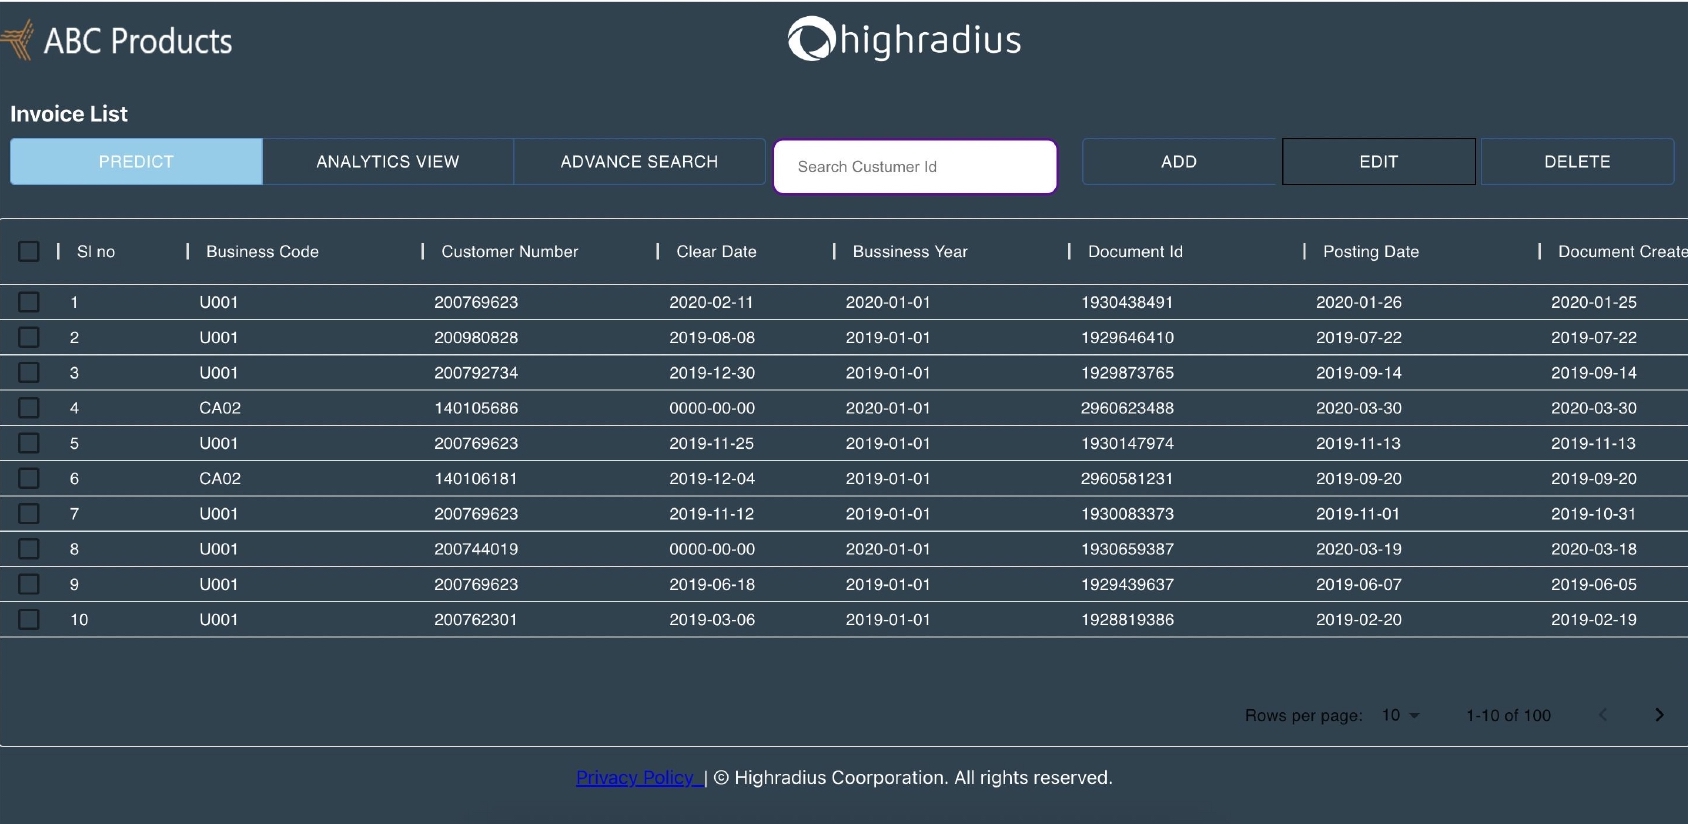 ABC Products highradius
Invoice List
PREDICT ANALYTICS VIEW ADVANCE SEARCH Search Custumer Id ADD EDIT DELETE
Sl no Business Code Customer Number Clear Date Bussiness Year Document Id Posting Date Document Create
1 U001 200769623 2020-02-11 2020-01-01 1930438491 2020-01-26 2020-01-25
2 U001 200980828 2019-08-08 2019-01-01 1929646410 2019-07-22 2019-07-22
3 U001 200792734 2019-12-30 2019-01-01 1929873765 2019-09-14 2019-09-14
4 CA02 140105686 0000-00-00 2020-01-01 2960623488 2020-03-30 2020-03-30
5 U001 200769623 2019-11-25 2019-01-01 1930147974 2019-11-13 2019-11-13
6 CA02 140106181 2019-12-04 2019-01-01 2960581231 2019-09-20 2019-09-20
7 U001 200769623 2019-11-12 2019-01-01 1930083373 2019-11-01 2019-10-31
8 U001 200744019 0000-00-00 2020-01-01 1930659387 2020-03-19 2020-03-18
9 U001 200769623 2019-06-18 2019-01-01 1929439637 2019-06-07 2019-06-05
10 U001 200762301 2019-03-06 2019-01-01 1928819386 2019-02-20 2019-02-19
Rows per page: 10 1-10 of 100
Privacy Policy | © Highradius Coorporation. All rights reserved.